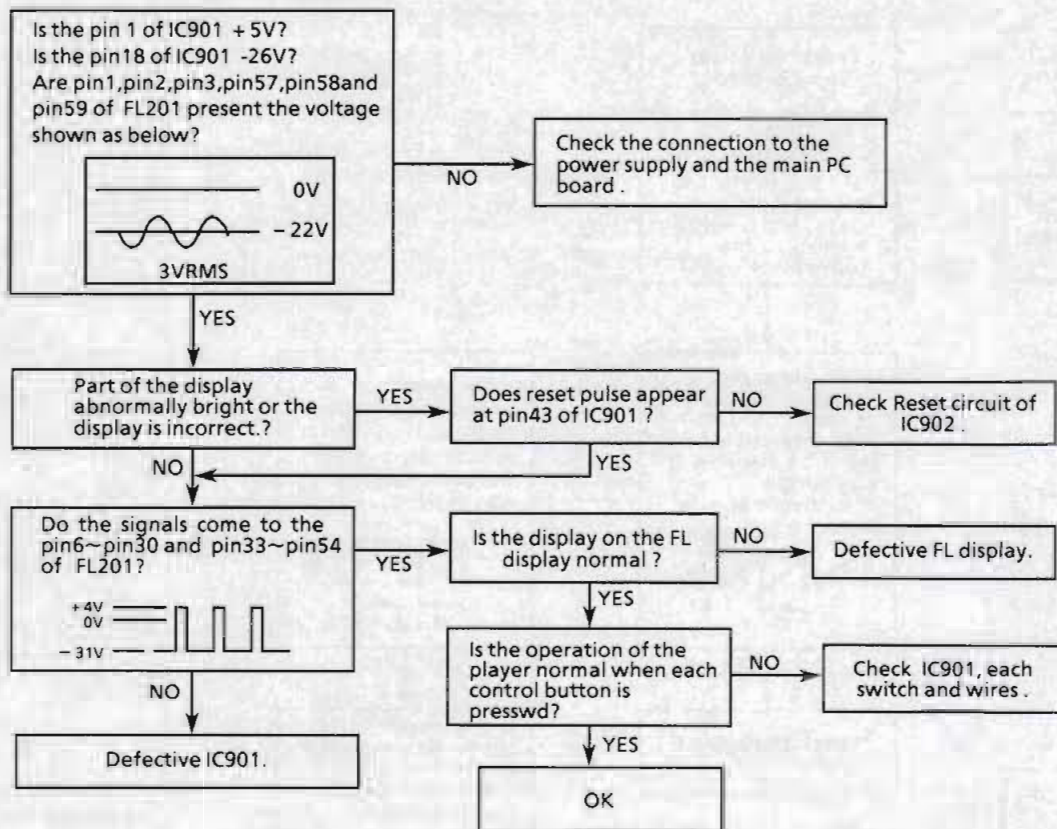 Is the pin 1 of IC901 + 5V?
Is the pin18 of IC901 -26V?
Are pin1,pin2,pin3,pin57,pin58and
pin59 of FL201 present the voltage
shown as below?
0V
-22V
3VRMS
NO
Check the connection to the
power supply and the main PC
board .
YES
Part of the display
abnormally bright or the
display is incorrect.?
YES
Does reset pulse appear
at pin43 of IC901 ?
NO
Check Reset circuit of
IC902 .
NO
YES
Do the signals come to the
pin6~pin30 and pin33~pin54
of FL201?
+4V
0V
-31V
YES
Is the display on the FL
display normal ?
NO
Defective FL display.
YES
Is the operation of the
player normal when each
control button is
presswd?
NO
Check IC901, each
switch and wires .
NO
Defective IC901.
YES
OK